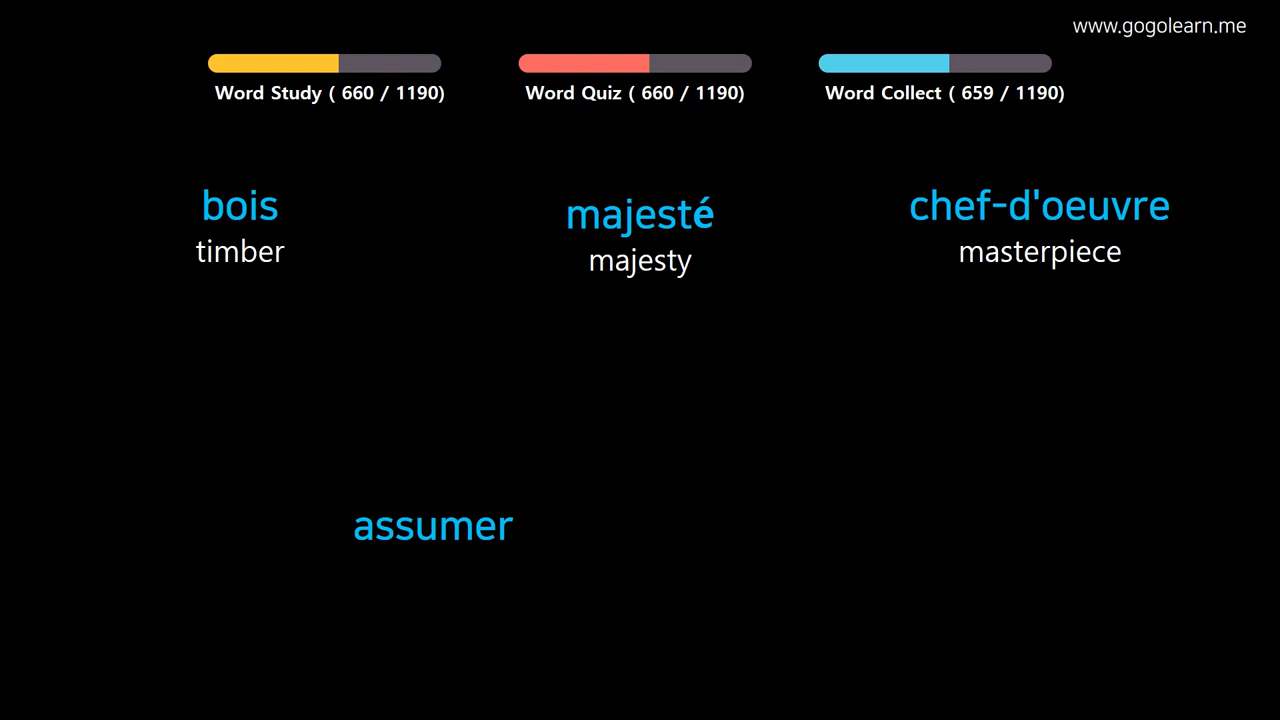 www.gogolearn.me
Word Study ( 660 / 1190)
Word Quiz ( 660 / 1190)
Word Collect ( 659 / 1190)
bois
timber
majesté
majesty
chef-d'oeuvre
masterpiece
assumer